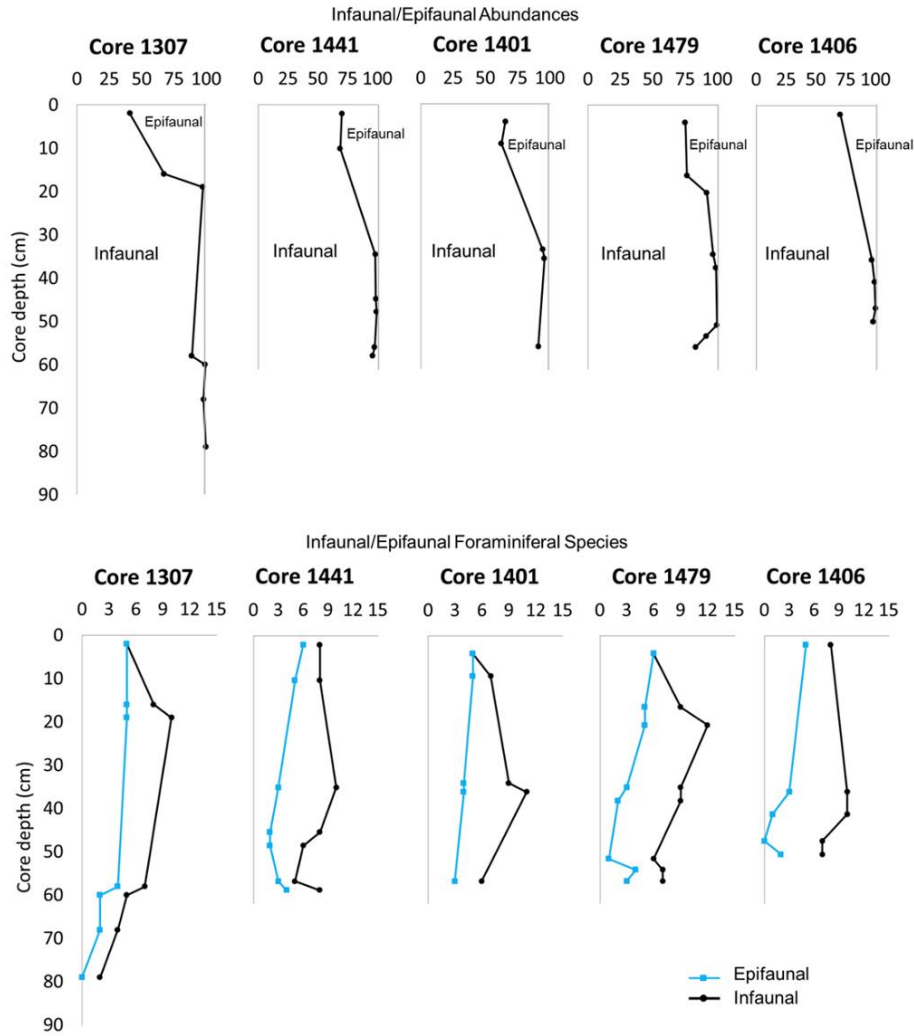 Infaunal/Epifaunal Abundances
Core 1307 Core 1441 Core 1401 Core 1479 Core 1406
0 25 50 75 100 0 25 50 75 100 0 25 50 75 100 0 25 50 75 100 0 25 50 75 100
0
10
20
30
40
50
60
70
80
90
Core depth (cm)
Epifaunal Epifaunal Epifaunal Epifaunal Epifaunal
Infaunal Infaunal Infaunal Infaunal Infaunal
Infaunal/Epifaunal Foraminiferal Species
Core 1307 Core 1441 Core 1401 Core 1479 Core 1406
0 3 6 9 12 15 0 3 6 9 12 15 0 3 6 9 12 15 0 3 6 9 12 15 0 3 6 9 12 15
0
10
20
30
40
50
60
70
80
90
Core depth (cm)
Epifaunal
Infaunal